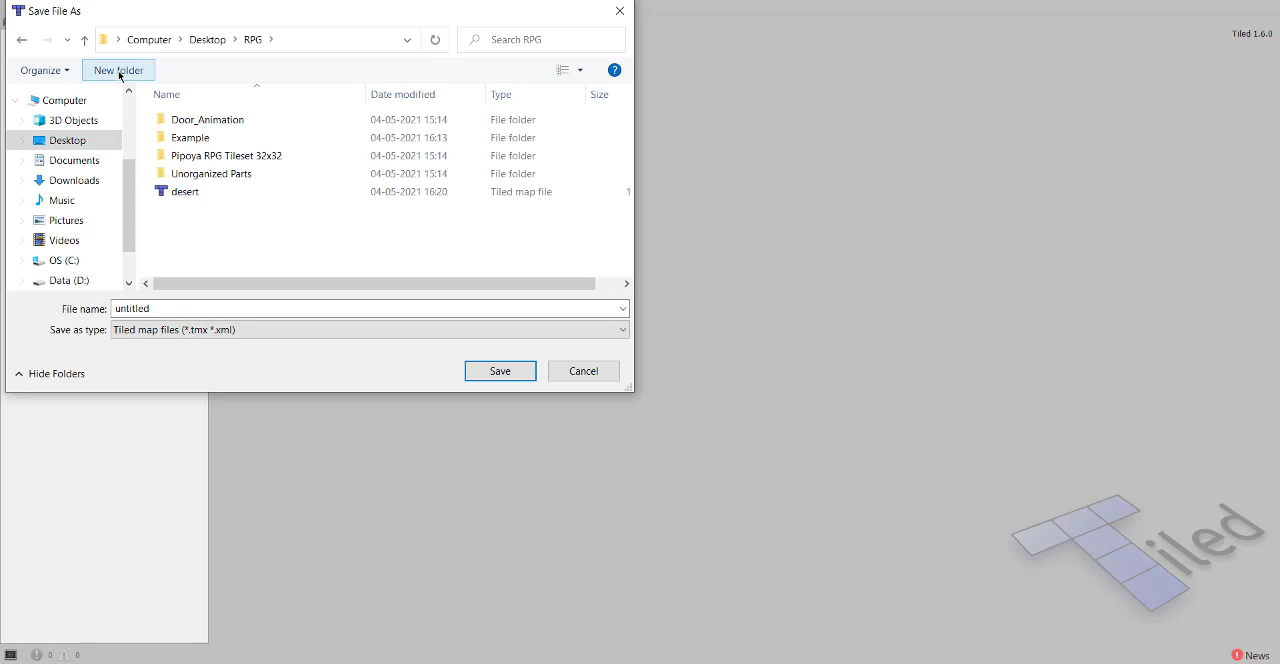 Save File As
Tiled 1.6.0
Computer Desktop RPG
Search RPG
Organize New folder
Name Date modified Type Size
Computer
3D Objects
Desktop
Documents
Downloads
Music
Pictures
Videos
OS (C:)
Data (D:)
Door_Animation 04-05-2021 15:14 File folder
Example 04-05-2021 16:13 File folder
Pipoya RPG Tileset 32x32 04-05-2021 15:14 File folder
Unorganized Parts 04-05-2021 15:14 File folder
desert 04-05-2021 16:20 Tiled map file 1
File name: untitled
Save as type: Tiled map files (*.tmx *.xml)
Hide Folders
Save Cancel
Tiled
0 0
News